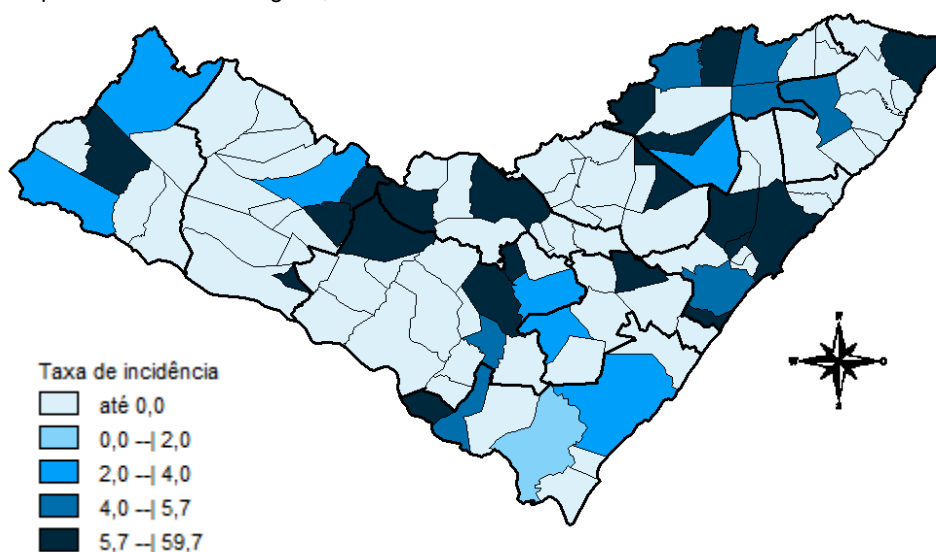 Taxa de incidência
até 0,0
0,0 --| 2,0
2,0 --| 4,0
4,0 --| 5,7
5,7 --| 59,7